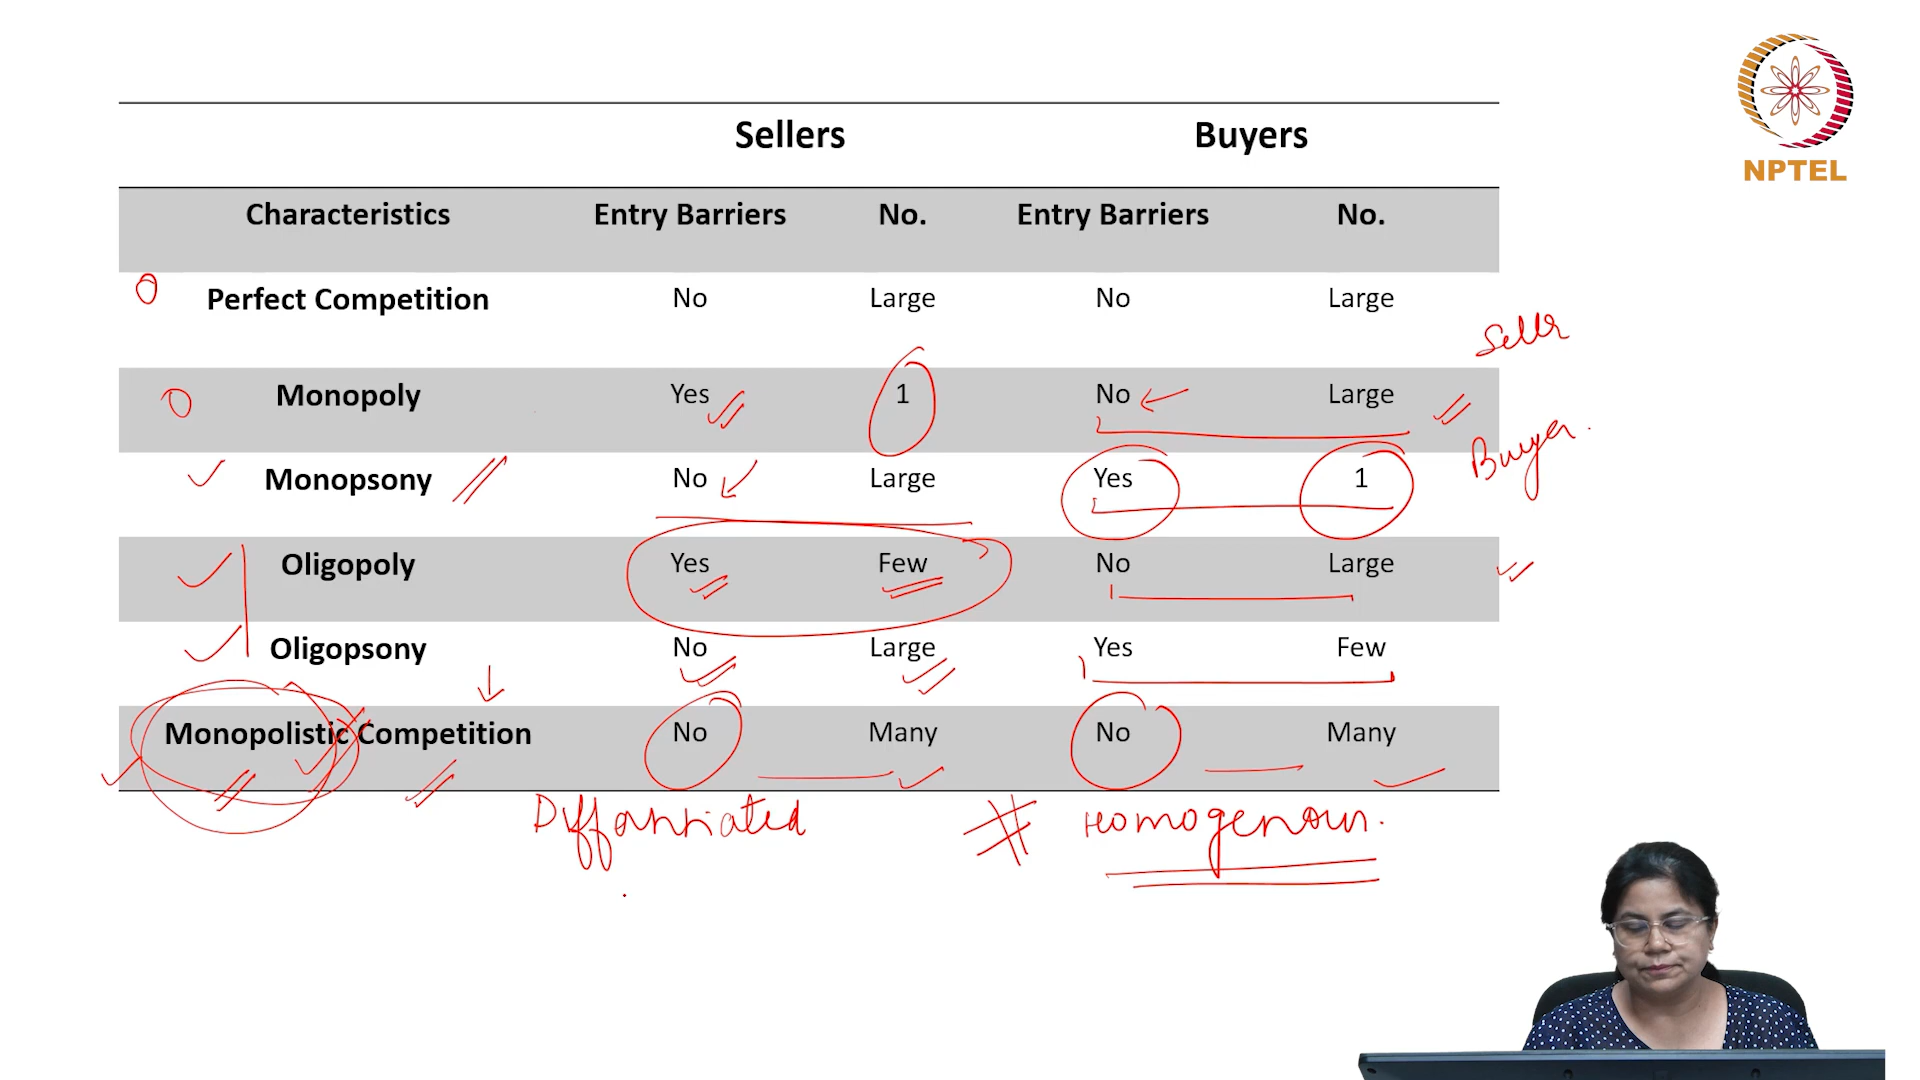 NPTEL
Sellers Buyers
Characteristics Entry Barriers No. Entry Barriers No.
Perfect Competition No Large No Large
Seller
Monopoly Yes 1 No Large
Buyer.
Monopsony No Large Yes 1
Oligopoly Yes Few No Large
Oligopsony No Large Yes Few
Monopolistic Competition No Many No Many
Homogenous.